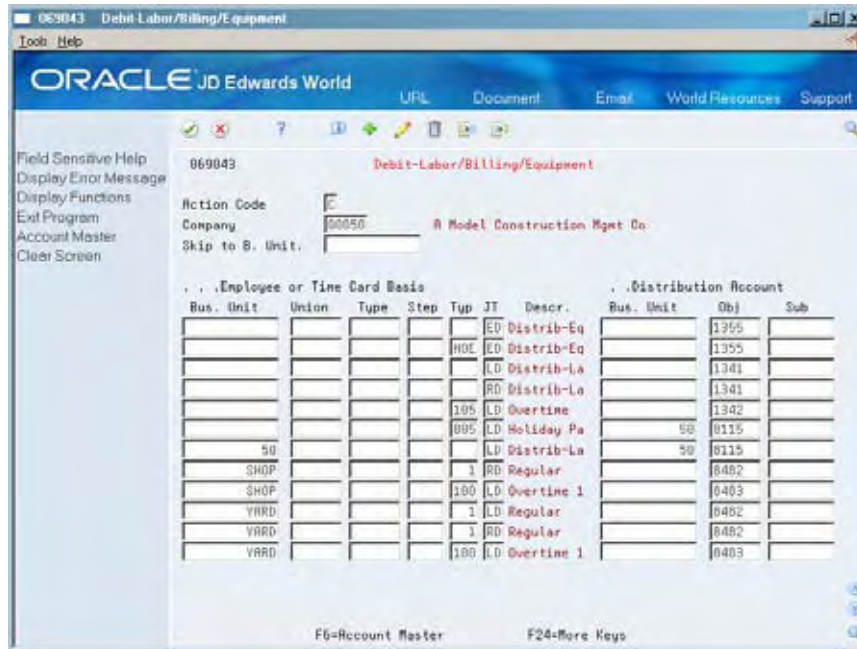 069043 Debit-Labor/Billing/Equipment
Tools Help
ORACLE JD Edwards World
URL Document Email World Resources Support
Field Sensitive Help
Display Error Message
Display Functions
Exit Program
Account Master
Clear Screen
069043 Debit-Labor/Billing/Equipment
Action Code
Company 00050 A Model Construction Mgmt Co
Skip to B. Unit.
. . .Employee or Time Card Basis . .Distribution Account
Bus. Unit Union Type Step Typ JT Descr. Bus. Unit Obj Sub
ED Distrib-Eq 1355
HOE ED Distrib-Eq 1355
LD Distrib-La 1341
RD Distrib-La 1341
105 LD Overtime 1342
805 LD Holiday Pa 50 8115
50 LD Distrib-La 50 8115
SHOP 1 RD Regular 8482
SHOP 100 LD Overtime 1 8483
YARD 1 LD Regular 8482
YARD 1 RD Regular 8482
YARD 100 LD Overtime 1 8483
F6=Account Master F24=More Keys